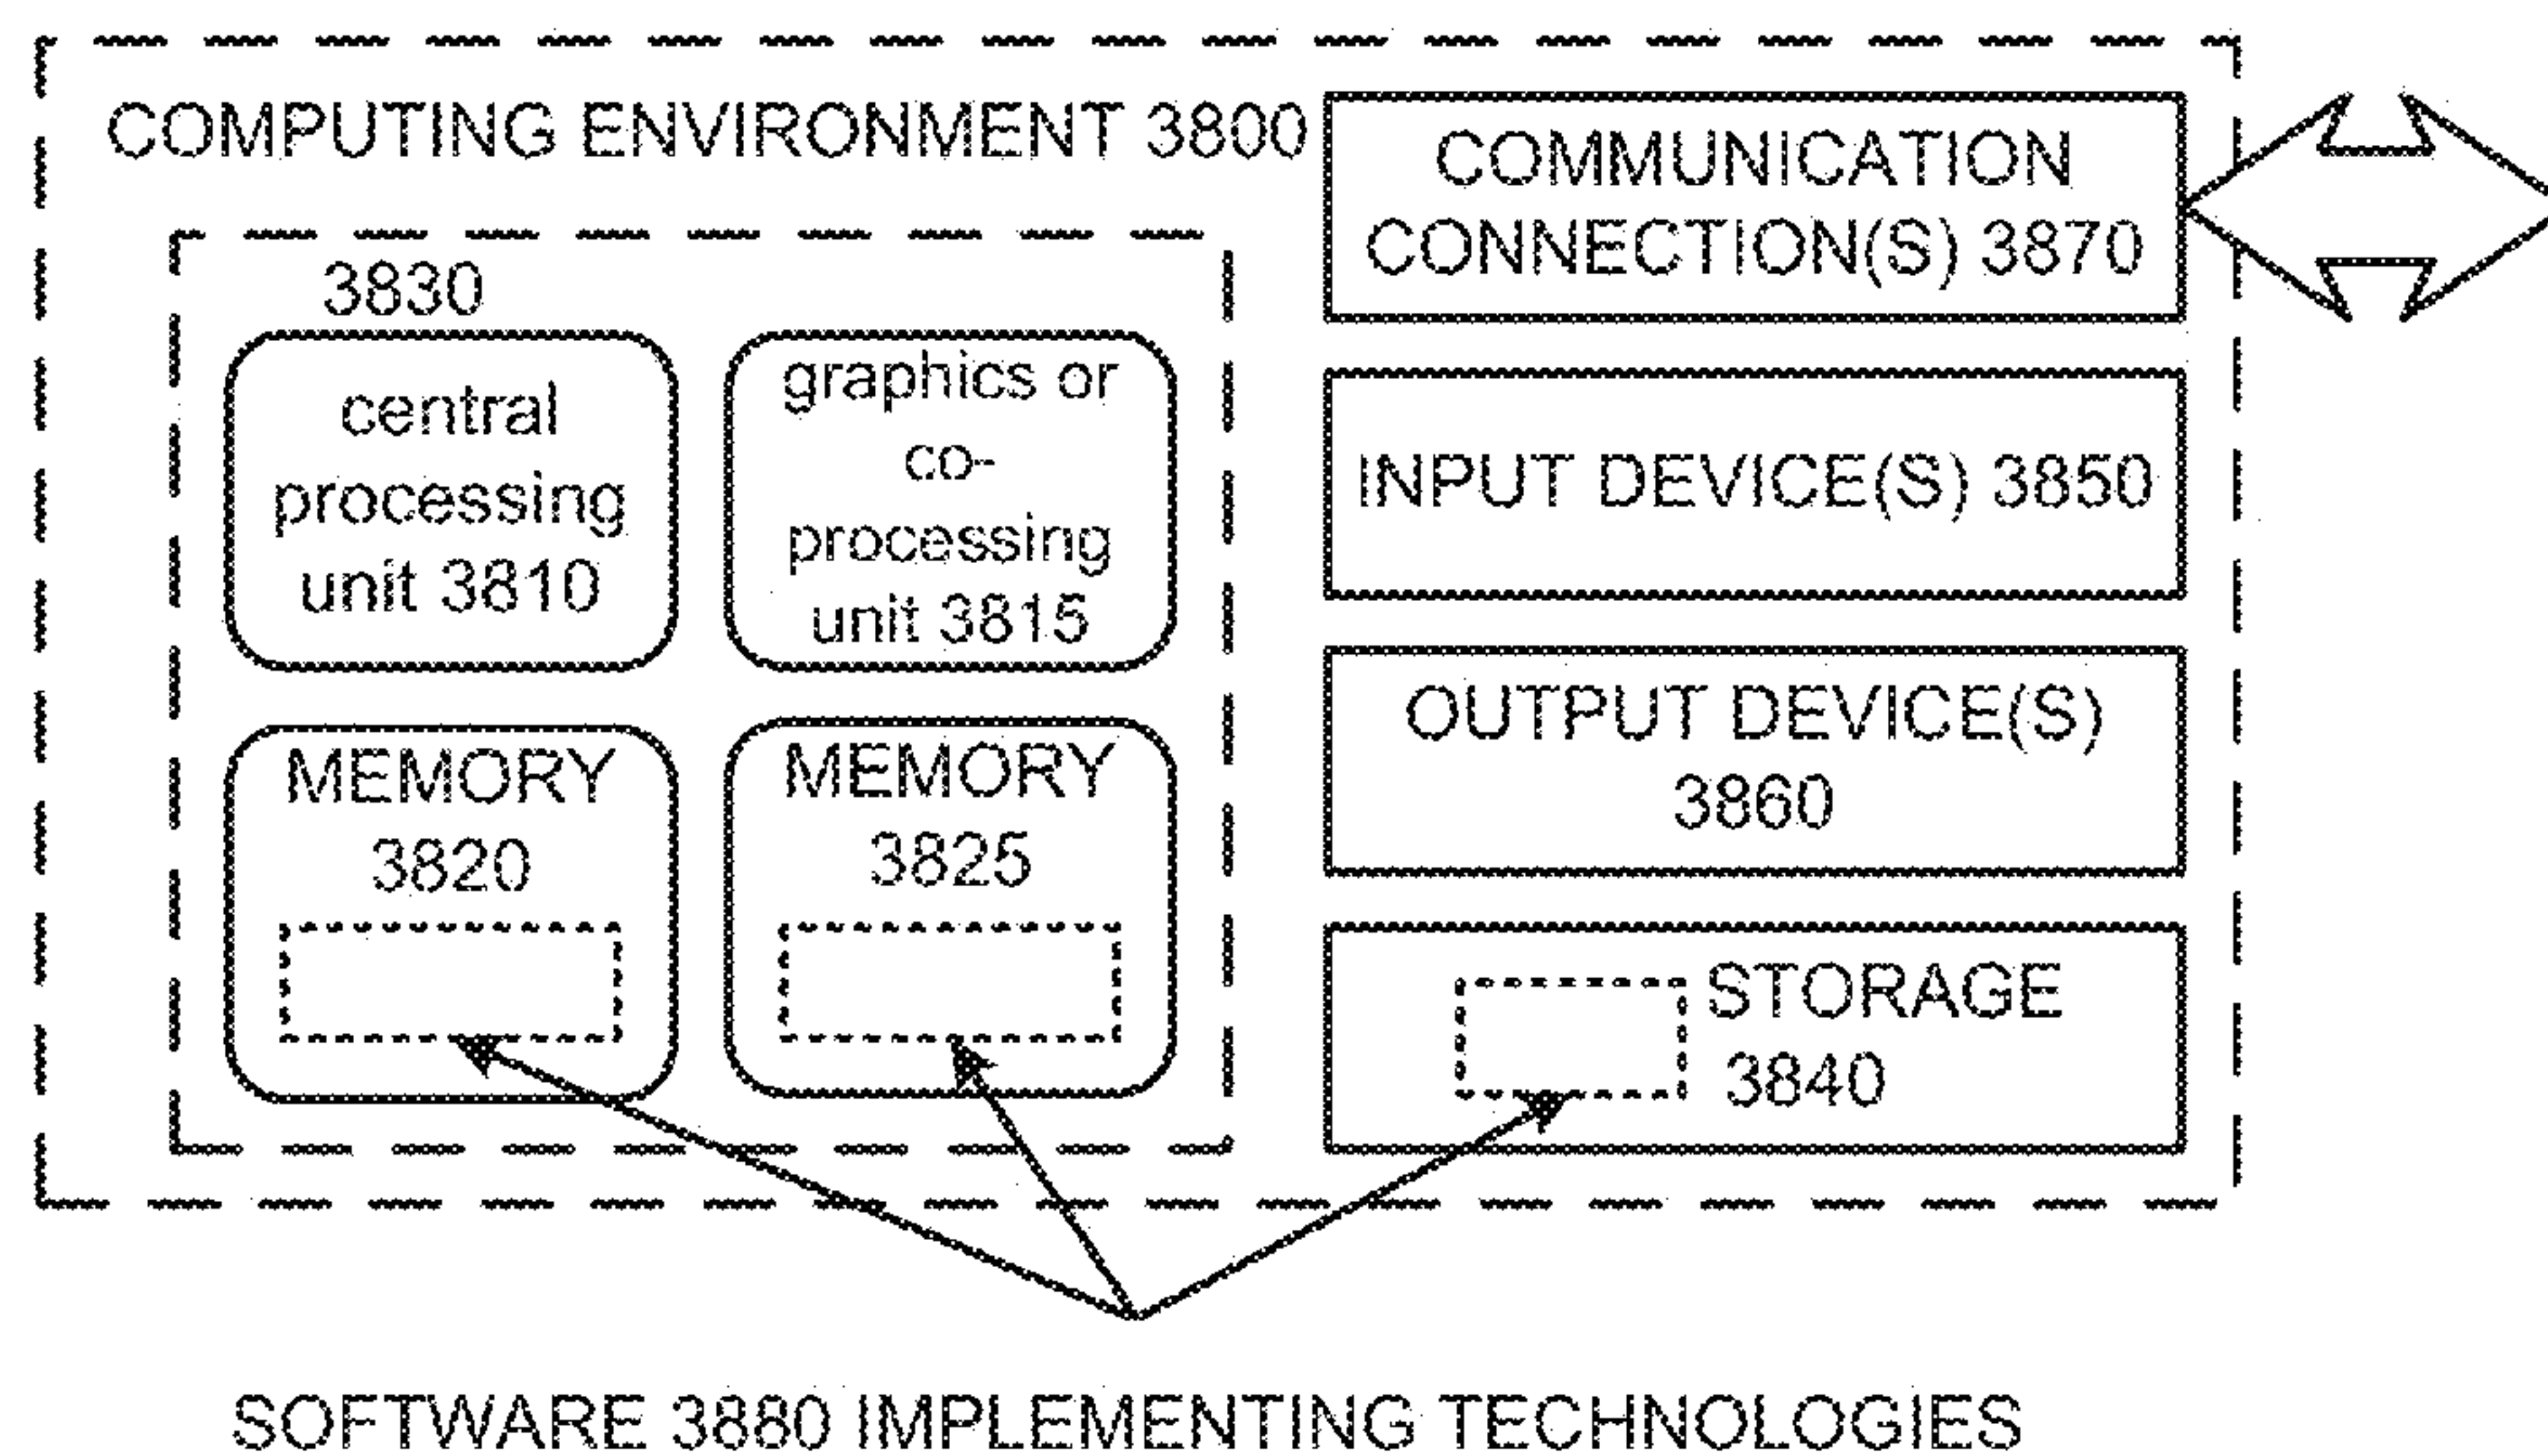 COMPUTING ENVIRONMENT 3800
3830
central
processing
unit 3810
graphics or
co-
processing
unit 3815
MEMORY
3820
MEMORY
3825
COMMUNICATION
CONNECTION(S) 3870
INPUT DEVICE(S) 3850
OUTPUT DEVICE(S)
3860
STORAGE
3840
SOFTWARE 3880 IMPLEMENTING TECHNOLOGIES